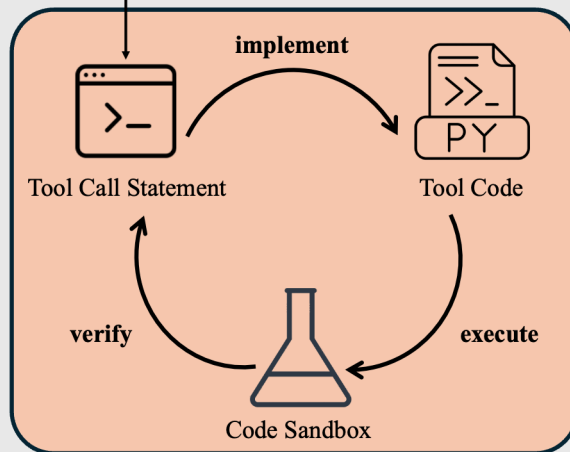 implement
>_
>>_
PY
Tool Call Statement
Tool Code
verify
execute
Code Sandbox